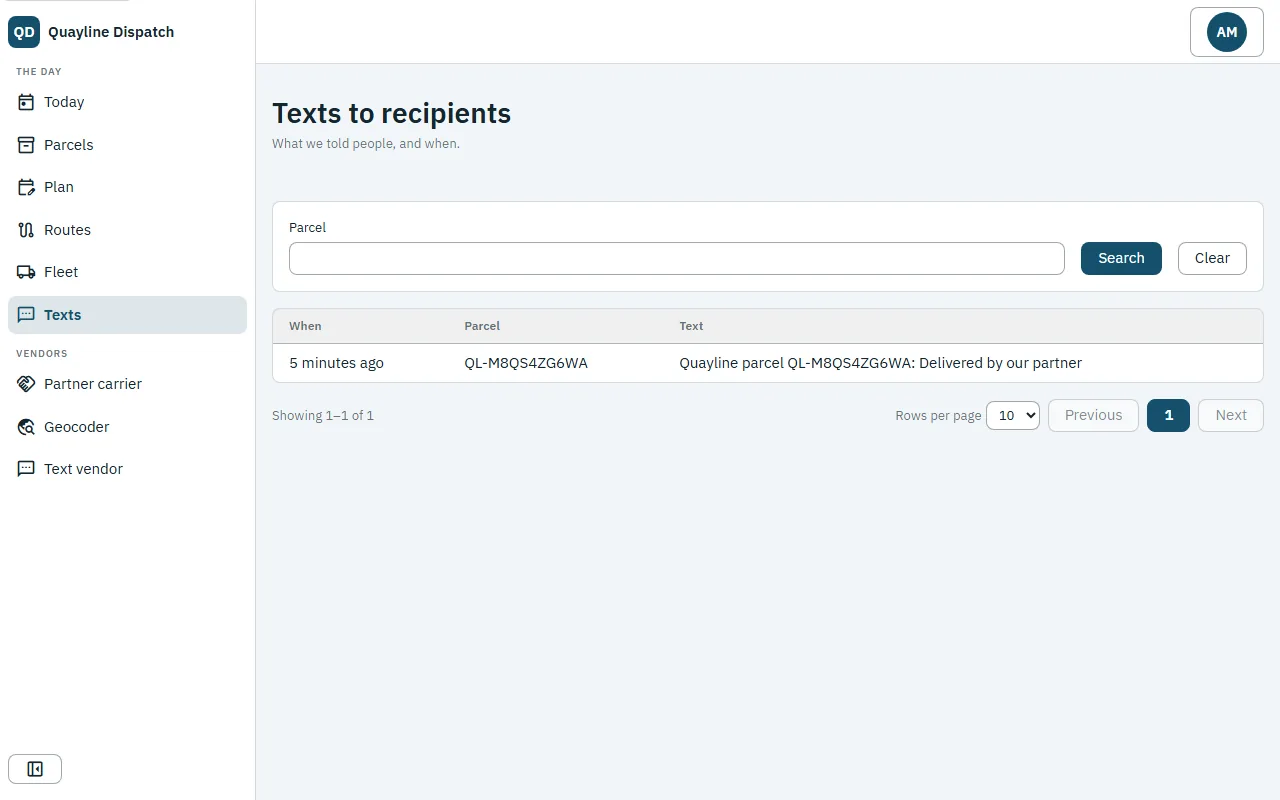 QD Quayline Dispatch
AM
THE DAY
Today
Parcels
Plan
Routes
Fleet
Texts
VENDORS
Partner carrier
Geocoder
Text vendor
Texts to recipients
What we told people, and when.
Parcel
Search Clear
When Parcel Text
5 minutes ago QL-M8QS4ZG6WA Quayline parcel QL-M8QS4ZG6WA: Delivered by our partner
Showing 1–1 of 1 Rows per page 10 Previous 1 Next